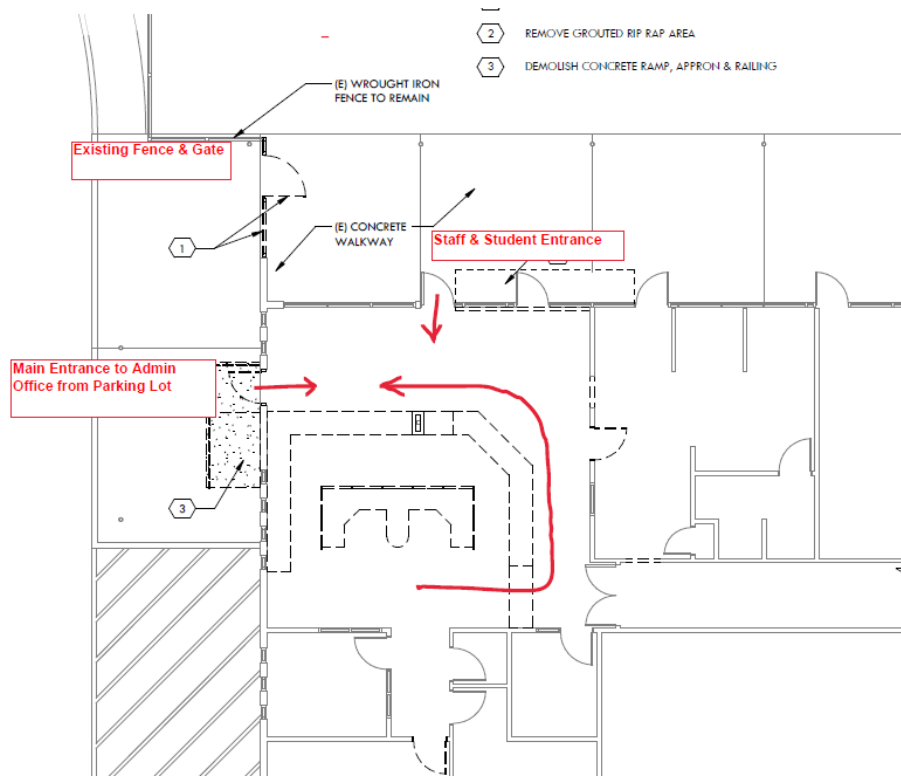 2 REMOVE GROUTED RIP RAP AREA
3 DEMOLISH CONCRETE RAMP, APPRON & RAILING
(E) WROUGHT IRON
FENCE TO REMAIN
Existing Fence & Gate
1
(E) CONCRETE
WALKWAY
Staff & Student Entrance
Main Entrance to Admin
Office from Parking Lot
3